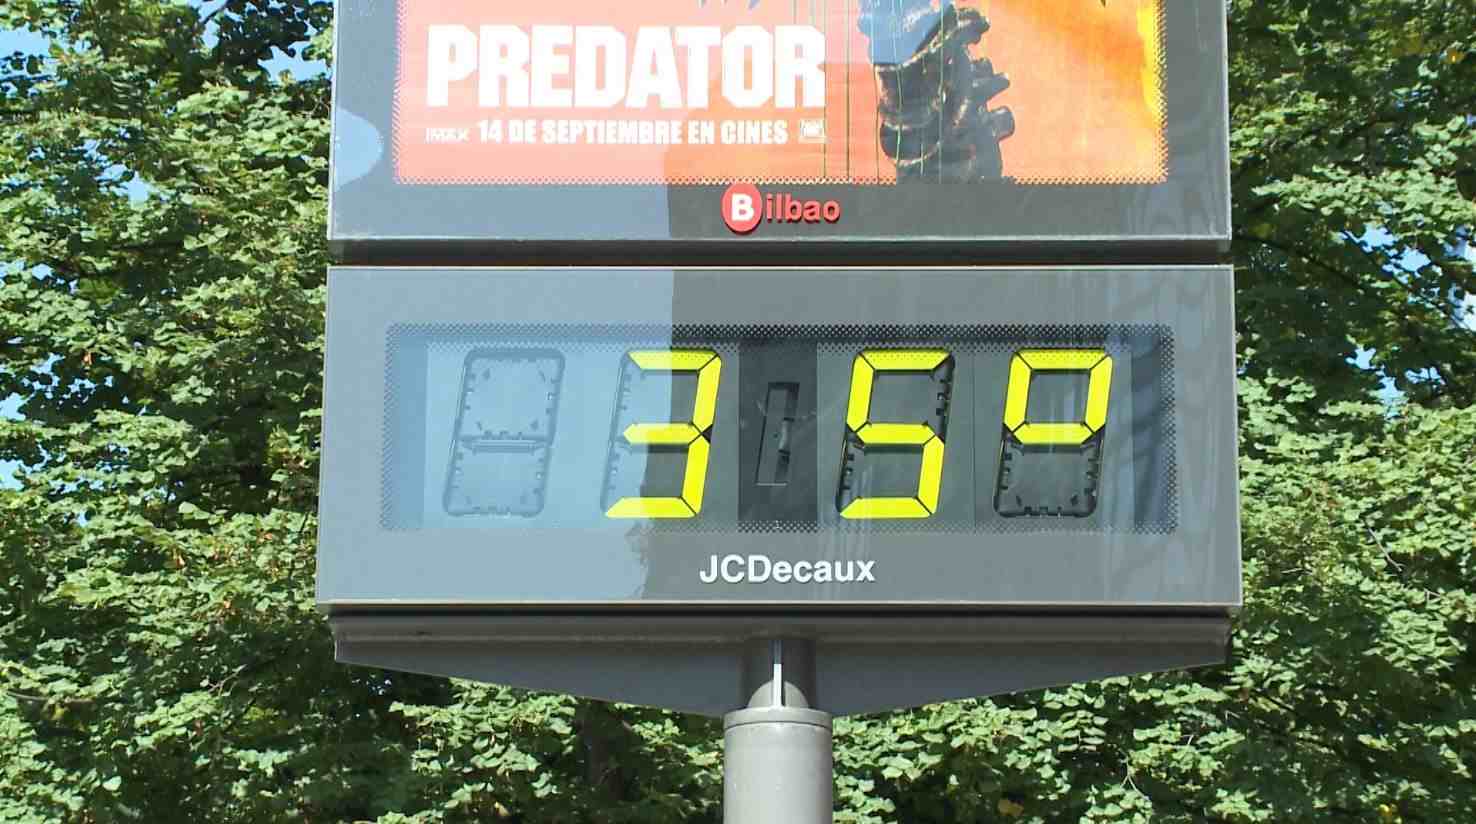 PREDATOR
IMAX 14 DE SEPTIEMBRE EN CINES
Bilbao
35º
JCDecaux